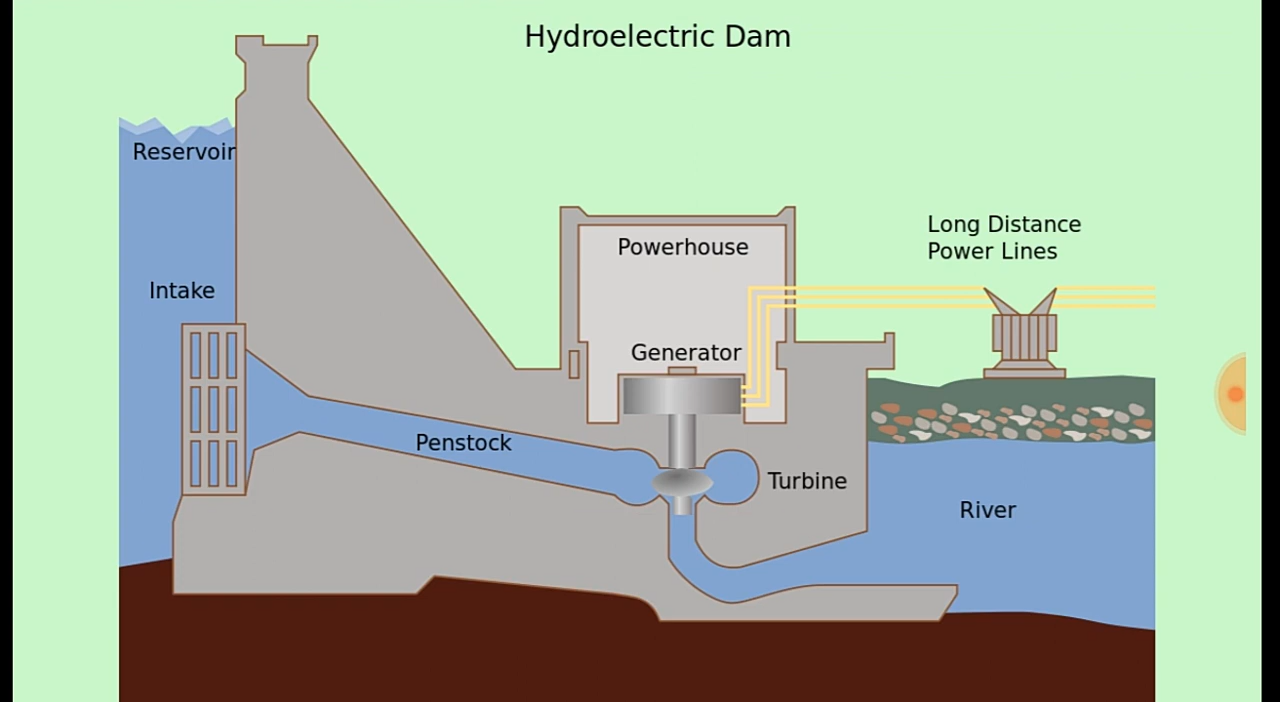 Hydroelectric Dam
Reservoir
Long Distance
Power Lines
Powerhouse
Intake
Generator
Penstock
Turbine
River